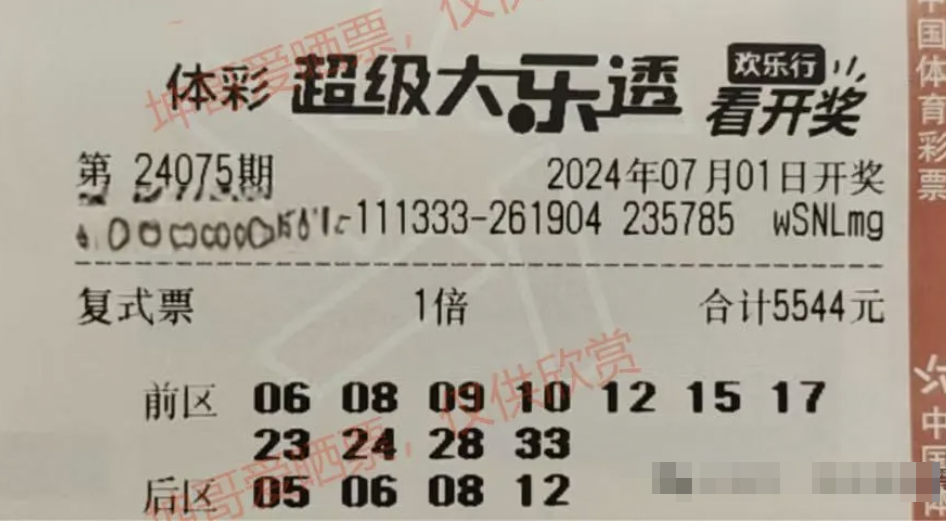 体彩 超级大乐透 欢乐行 看开奖
第 24075期 2024年07月01日开奖
111333-261904 235785 wSNLmg
复式票 1倍 合计5544元
前区 06 08 09 10 12 15 17
23 24 28 33
后区 05 06 08 12
坤哥爱晒票，仅供欣赏
坤哥爱晒票，仅供欣赏
中国体育彩票
中国体